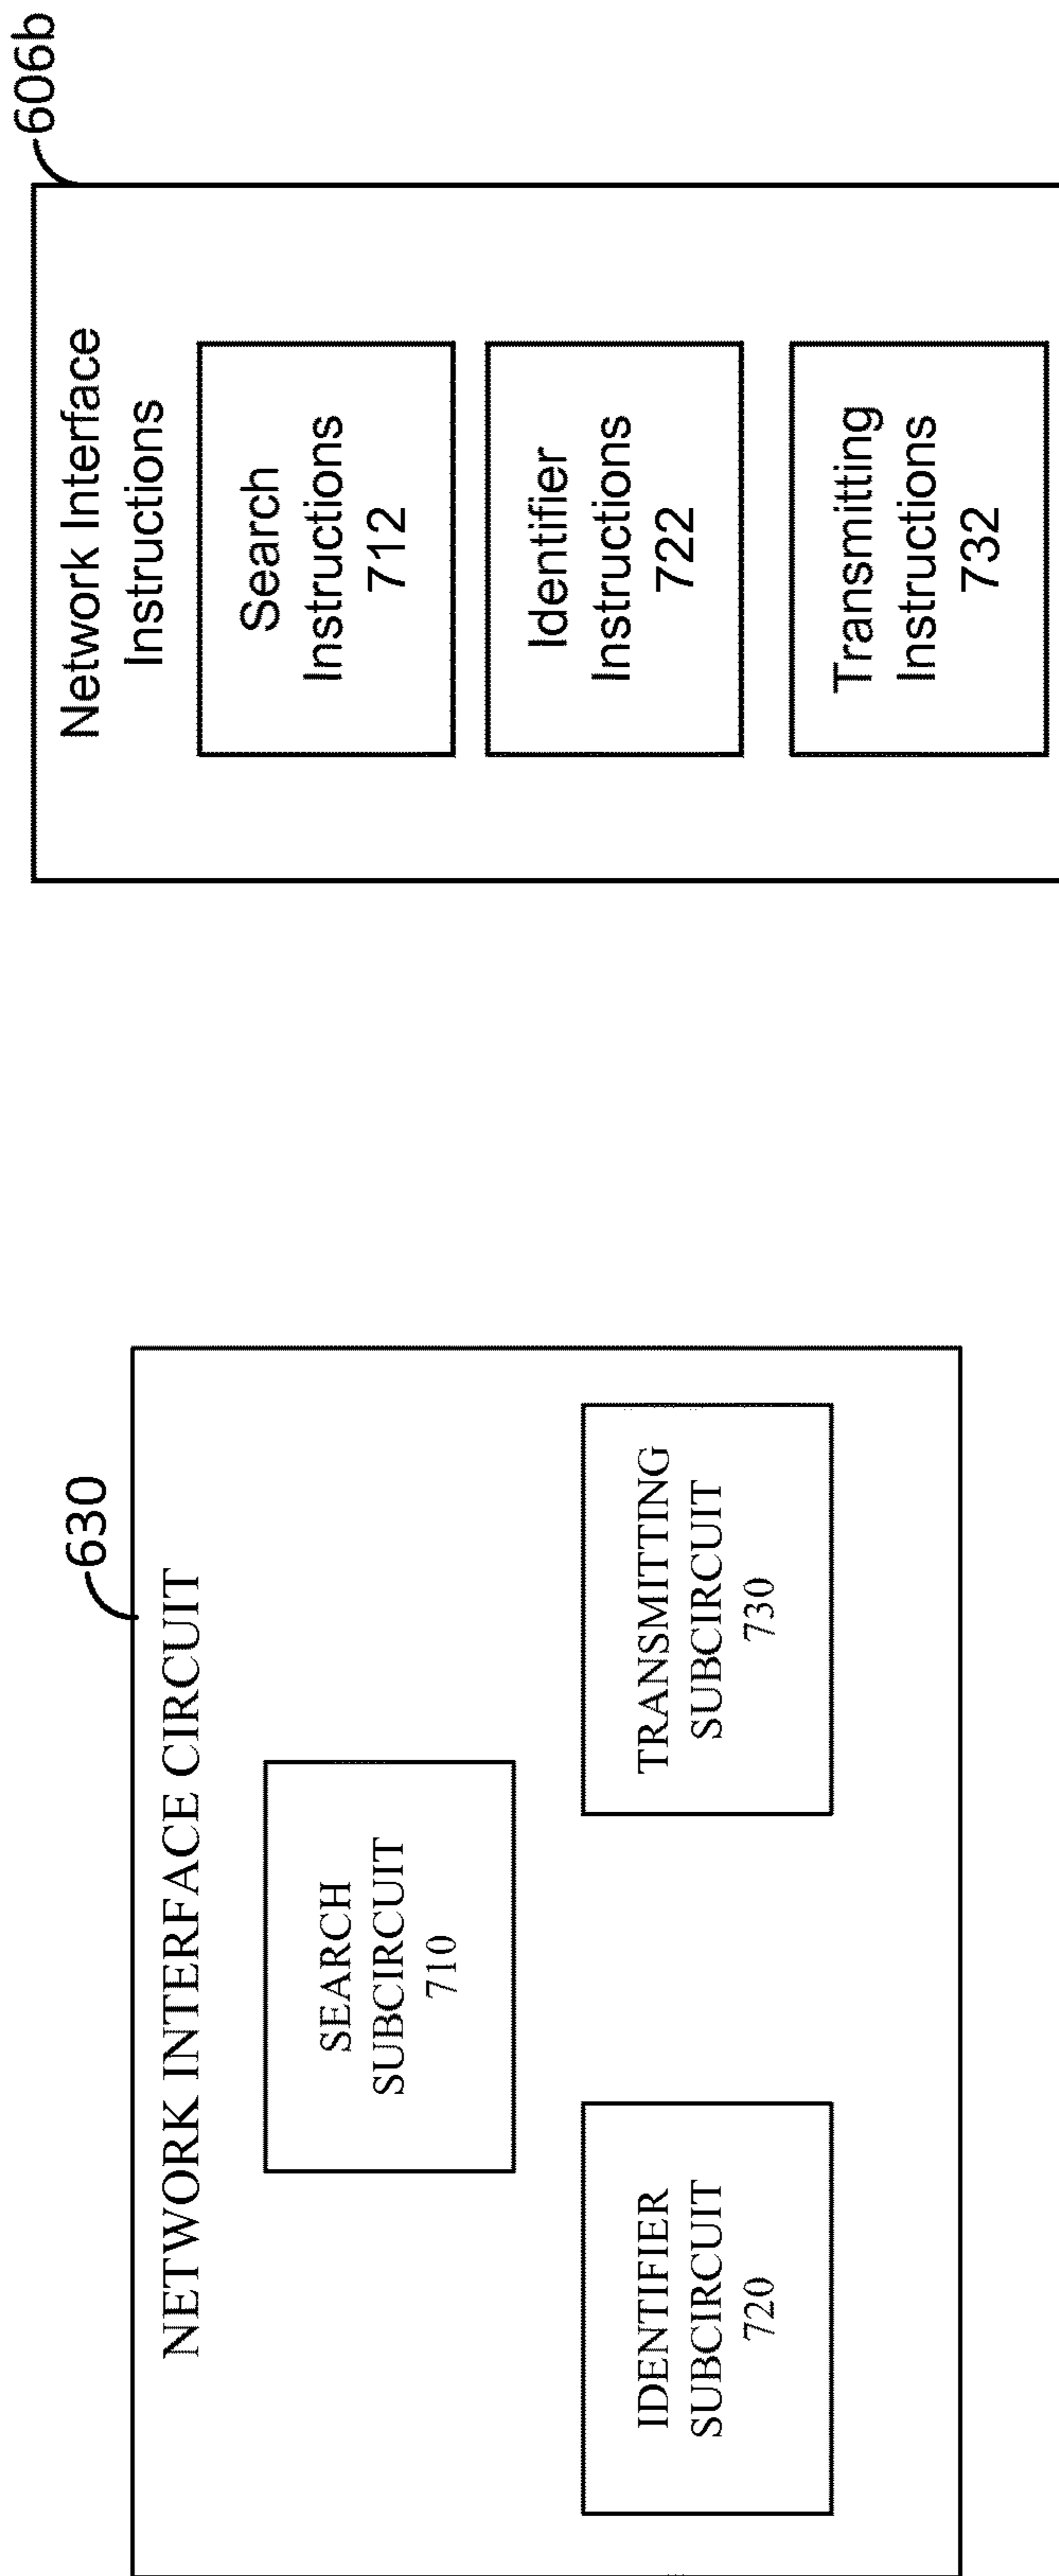 630
NETWORK INTERFACE CIRCUIT
SEARCH
SUBCIRCUIT
710
IDENTIFIER
SUBCIRCUIT
720
TRANSMITTING
SUBCIRCUIT
730
606b
Network Interface
Instructions
Search
Instructions
712
Identifier
Instructions
722
Transmitting
Instructions
732